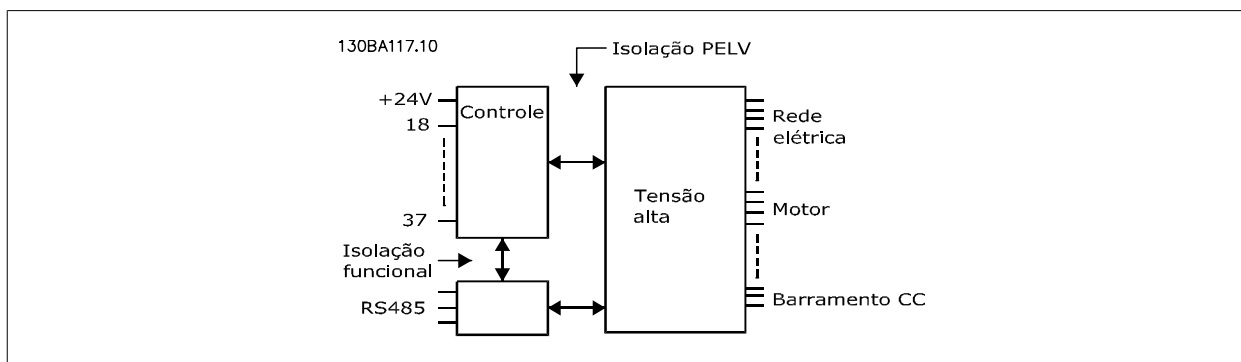 130BA117.10
Isolação PELV
+24V
18
37
Controle
Tensão
alta
Rede
elétrica
Motor
Barramento CC
Isolação
funcional
RS485